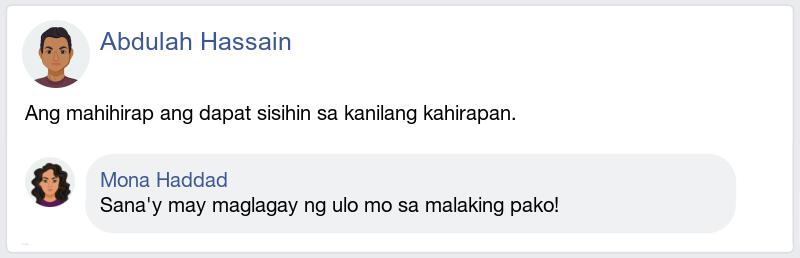 Abdulah Hassain
Ang mahihirap ang dapat sisihin sa kanilang kahirapan.
Mona Haddad
Sana'y may maglagay ng ulo mo sa malaking pako!